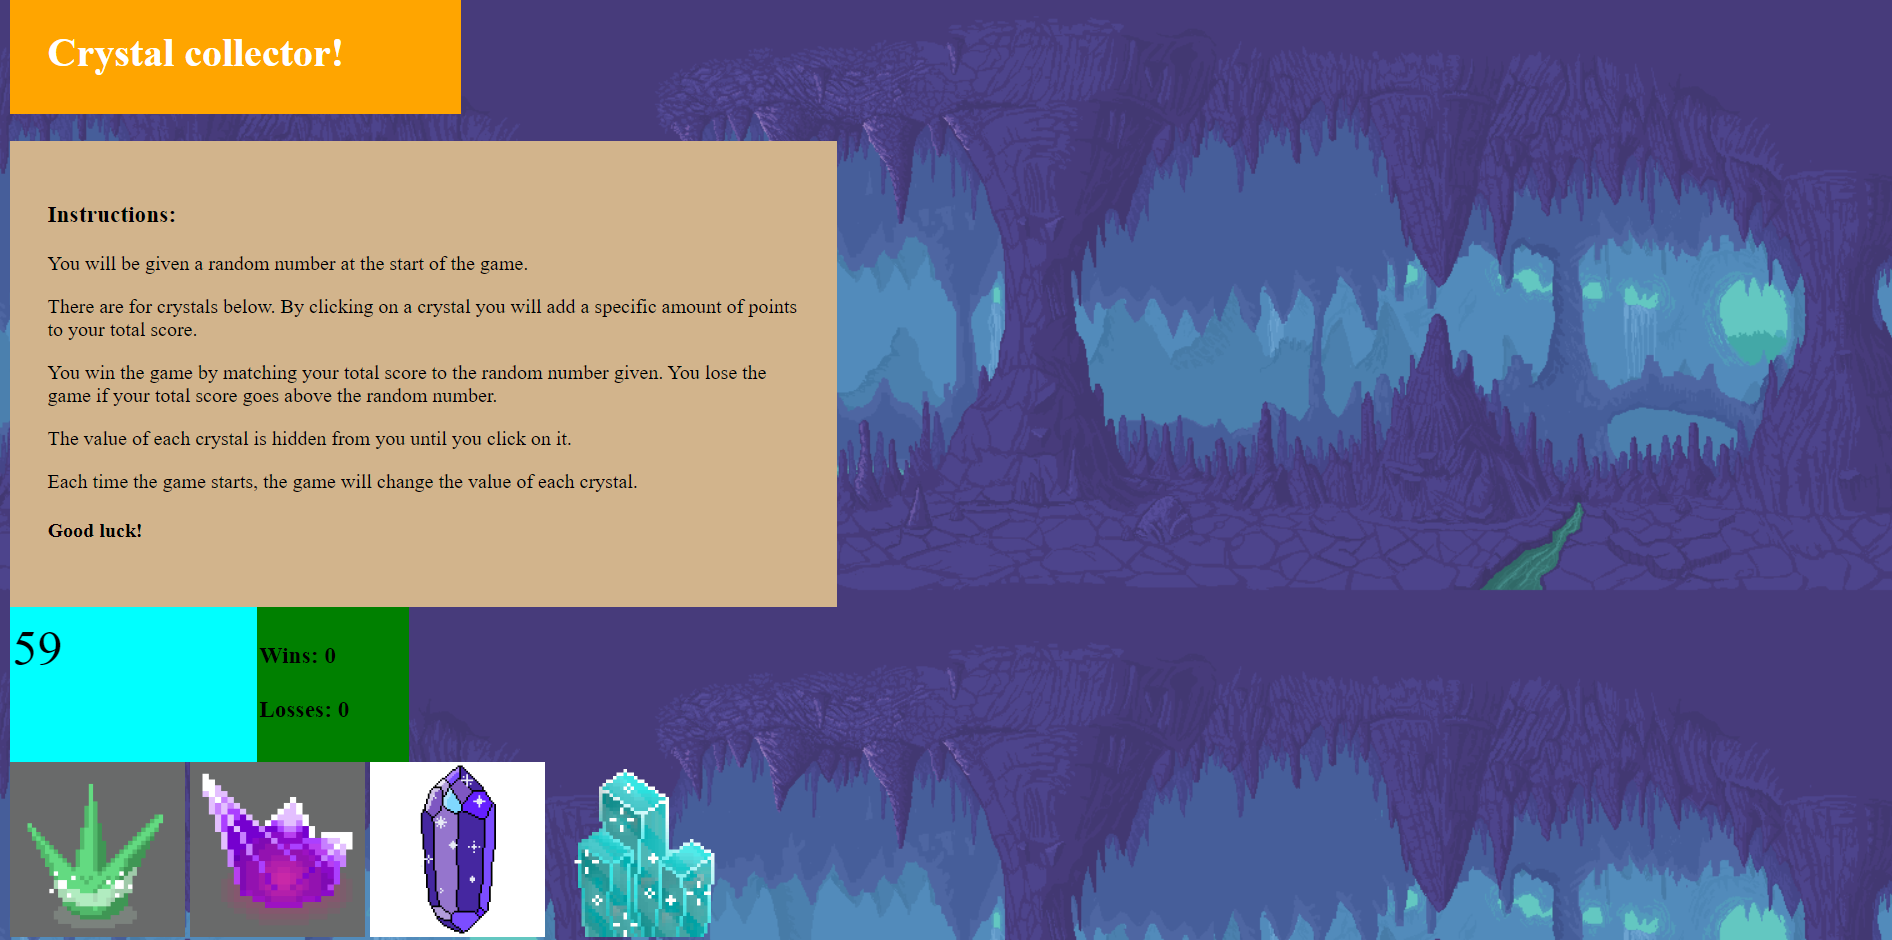 Crystal collector!
Instructions:
You will be given a random number at the start of the game.
There are for crystals below. By clicking on a crystal you will add a specific amount of points
to your total score.
You win the game by matching your total score to the random number given. You lose the
game if your total score goes above the random number.
The value of each crystal is hidden from you until you click on it.
Each time the game starts, the game will change the value of each crystal.
Good luck!
59
Wins: 0
Losses: 0